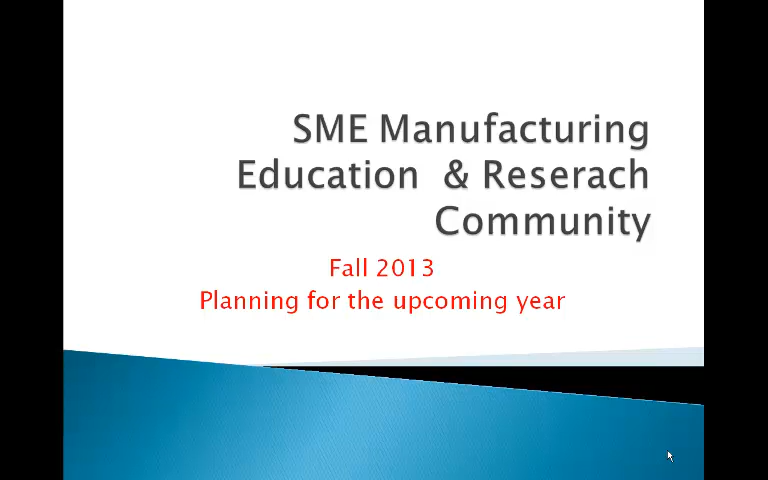 SME Manufacturing
Education & Reserach
Community
Fall 2013
Planning for the upcoming year